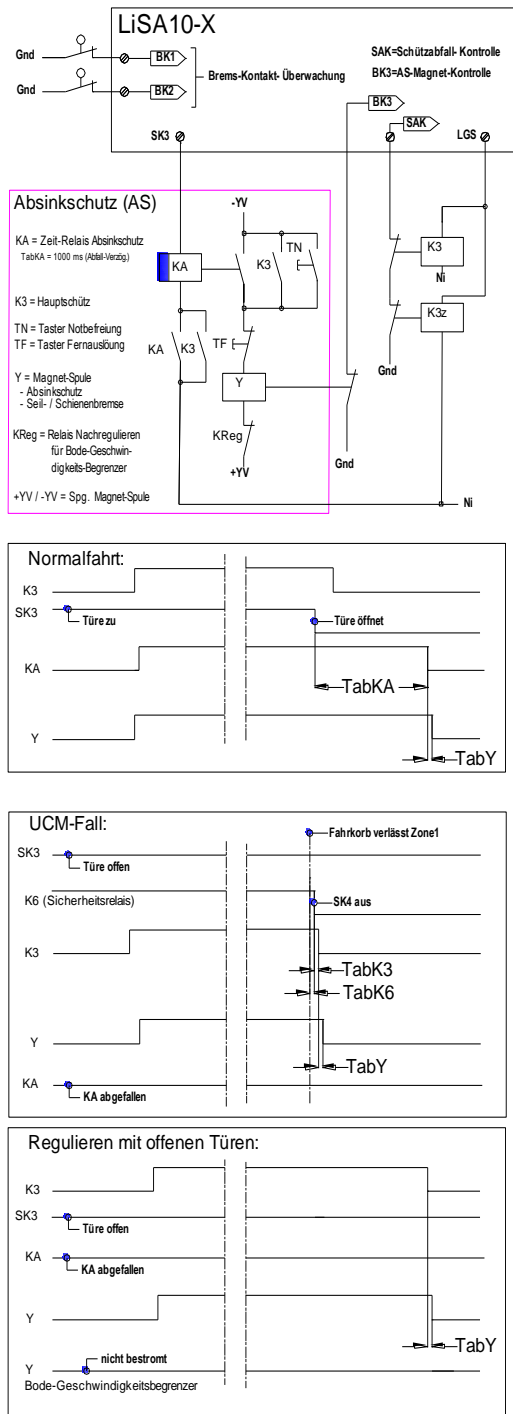 LiSA10-X
Gnd
BK1
SAK=Schützabfall- Kontrolle
BK3=AS-Magnet-Kontrolle
Brems-Kontakt- Überwachung
Gnd
BK2
BK3
SAK
SK3
LGS
Absinkschutz (AS)
-YV
KA = Zeit-Relais Absinkschutz
TabKA = 1000 ms (Abfall-Verzög.)
KA
K3
TN
K3
Ni
K3 = Hauptschütz
K3z
TN = Taster Notbefreiung
TF = Taster Fernauslöung
KA
K3
TF
Gnd
Y = Magnet-Spule
- Absinkschutz
- Seil- / Schienenbremse
Y
KReg = Relais Nachregulieren
für Bode-Geschwin-
digkeits-Begrenzer
KReg
Gnd
+YV
+YV / -YV = Spg. Magnet-Spule
Ni
Normalfahrt:
K3
SK3
Türe zu
Türe öffnet
KA
TabKA
Y
TabY
UCM-Fall:
Fahrkorb verlässt Zone1
SK3
Türe offen
K6 (Sicherheitsrelais)
SK4 aus
K3
TabK3
TabK6
Y
TabY
KA
KA abgefallen
Regulieren mit offenen Türen:
K3
SK3
Türe offen
KA
KA abgefallen
Y
TabY
nicht bestromt
Y
Bode-Geschwindigkeitsbegrenzer